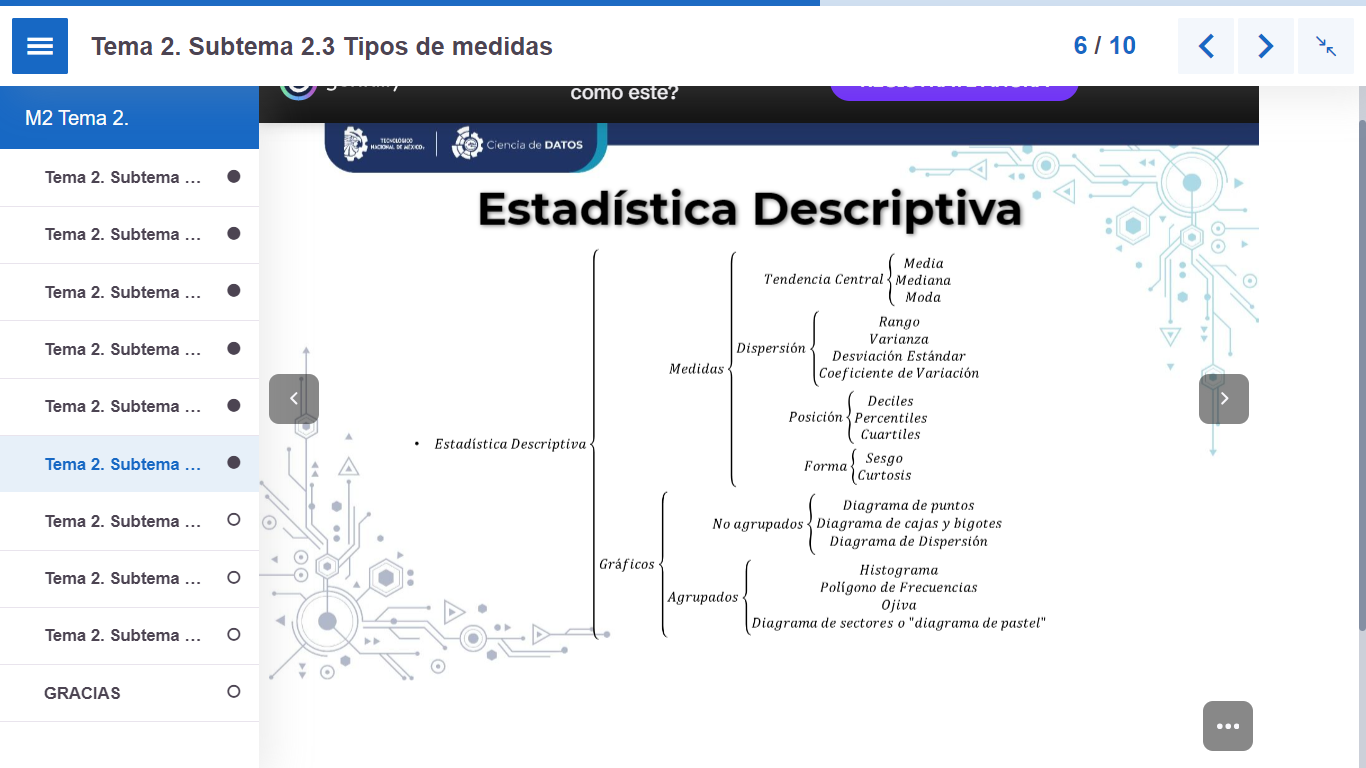 Tema 2. Subtema 2.3 Tipos de medidas
6 / 10
M2 Tema 2.
Tema 2. Subtema ...
Tema 2. Subtema ...
Tema 2. Subtema ...
Tema 2. Subtema ...
Tema 2. Subtema ...
Tema 2. Subtema ...
Tema 2. Subtema ...
Tema 2. Subtema ...
Tema 2. Subtema ...
GRACIAS
como este?
TECNOLÓGICO
NACIONAL DE MÉXICO
Ciencia de DATOS
Estadística Descriptiva
• Estadística Descriptiva
Medidas
Tendencia Central
Media
Mediana
Moda
Dispersión
Rango
Varianza
Desviación Estándar
Coeficiente de Variación
Posición
Deciles
Percentiles
Cuartiles
Forma
Sesgo
Curtosis
Gráficos
No agrupados
Diagrama de puntos
Diagrama de cajas y bigotes
Diagrama de Dispersión
Agrupados
Histograma
Polígono de Frecuencias
Ojiva
Diagrama de sectores o "diagrama de pastel"